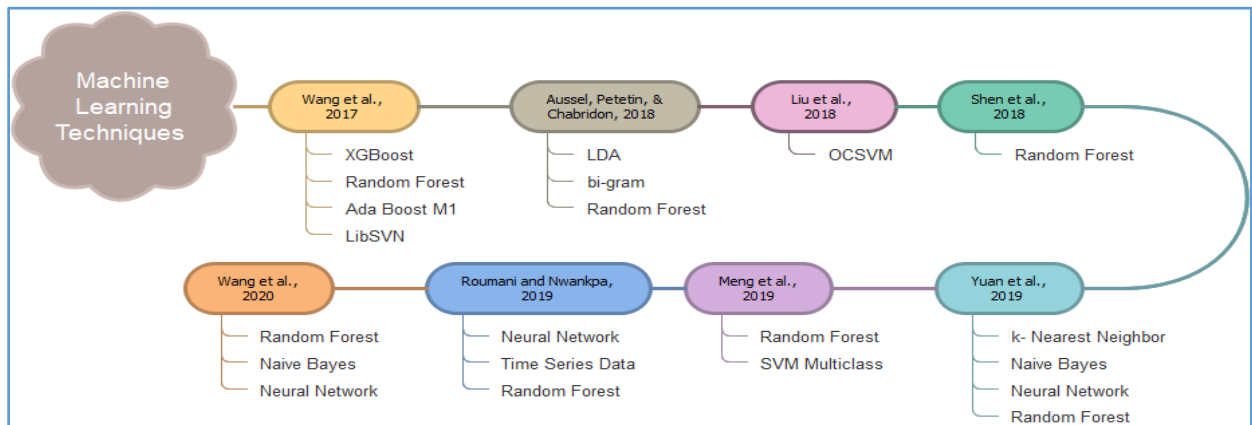 Machine
Learning
Techniques
Wang et al.,
2017
XGBoost
Random Forest
Ada Boost M1
LibSVN
Aussel, Petetin, &
Chabridon, 2018
LDA
bi-gram
Random Forest
Liu et al.,
2018
OCSVM
Shen et al.,
2018
Random Forest
Yuan et al.,
2019
k- Nearest Neighbor
Naive Bayes
Neural Network
Random Forest
Meng et al.,
2019
Random Forest
SVM Multiclass
Roumani and Nwankpa,
2019
Neural Network
Time Series Data
Random Forest
Wang et al.,
2020
Random Forest
Naive Bayes
Neural Network